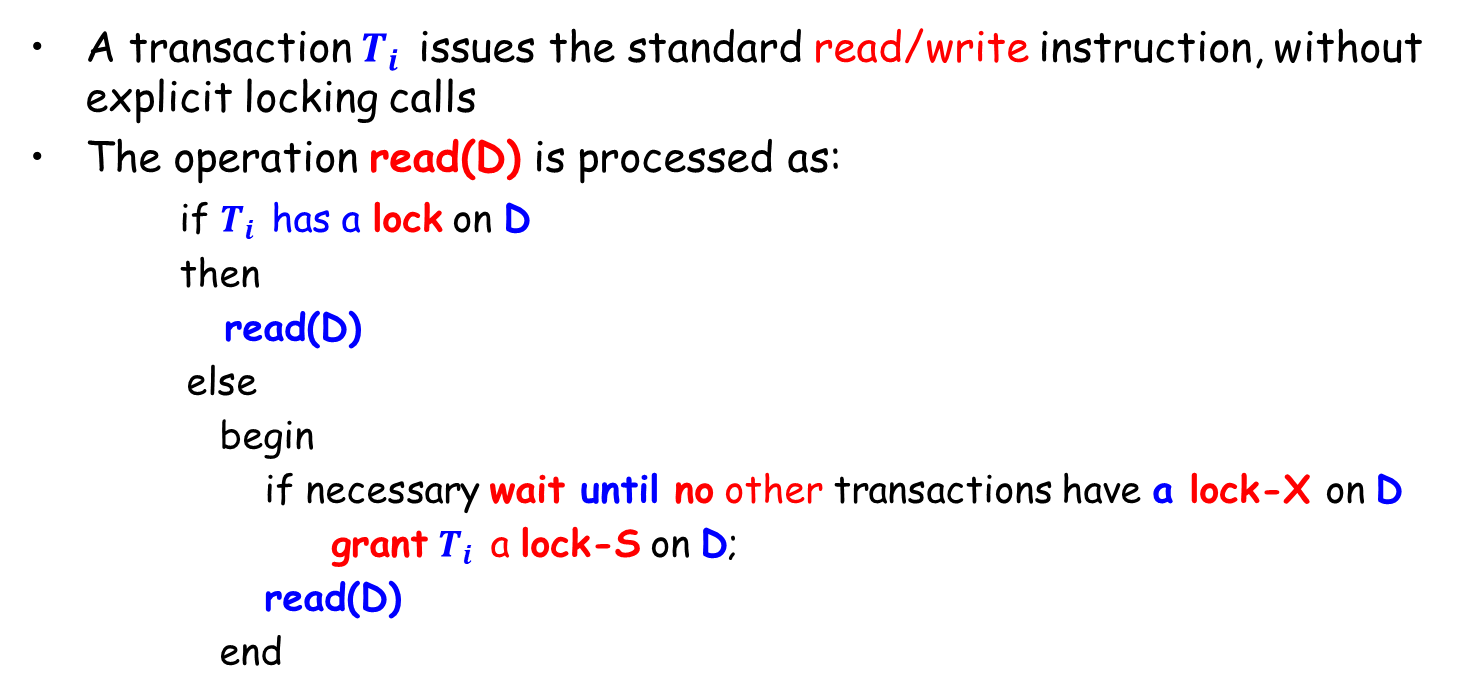 • A transaction Tᵢ issues the standard read/write instruction, without
explicit locking calls
• The operation read(D) is processed as:
if Tᵢ has a lock on D
then
read(D)
else
begin
if necessary wait until no other transactions have a lock-X on D
grant Tᵢ a lock-S on D;
read(D)
end